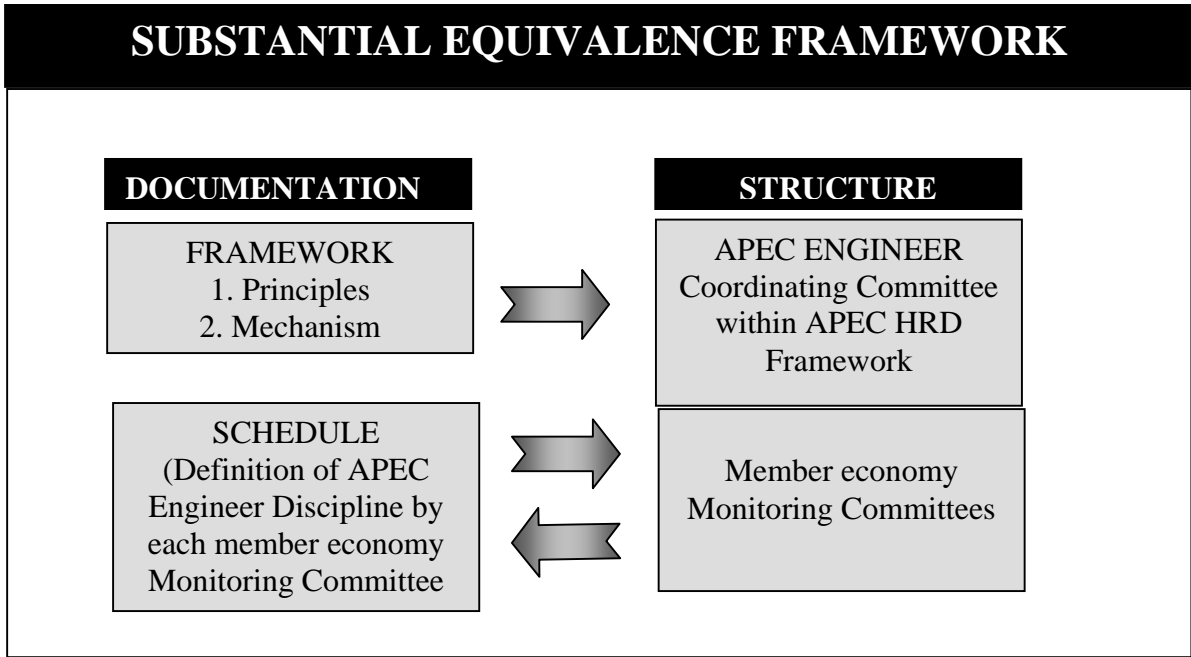 SUBSTANTIAL EQUIVALENCE FRAMEWORK
DOCUMENTATION
FRAMEWORK
1. Principles
2. Mechanism
SCHEDULE
(Definition of APEC
Engineer Discipline by
each member economy
Monitoring Committee
STRUCTURE
APEC ENGINEER
Coordinating Committee
within APEC HRD
Framework
Member economy
Monitoring Committees